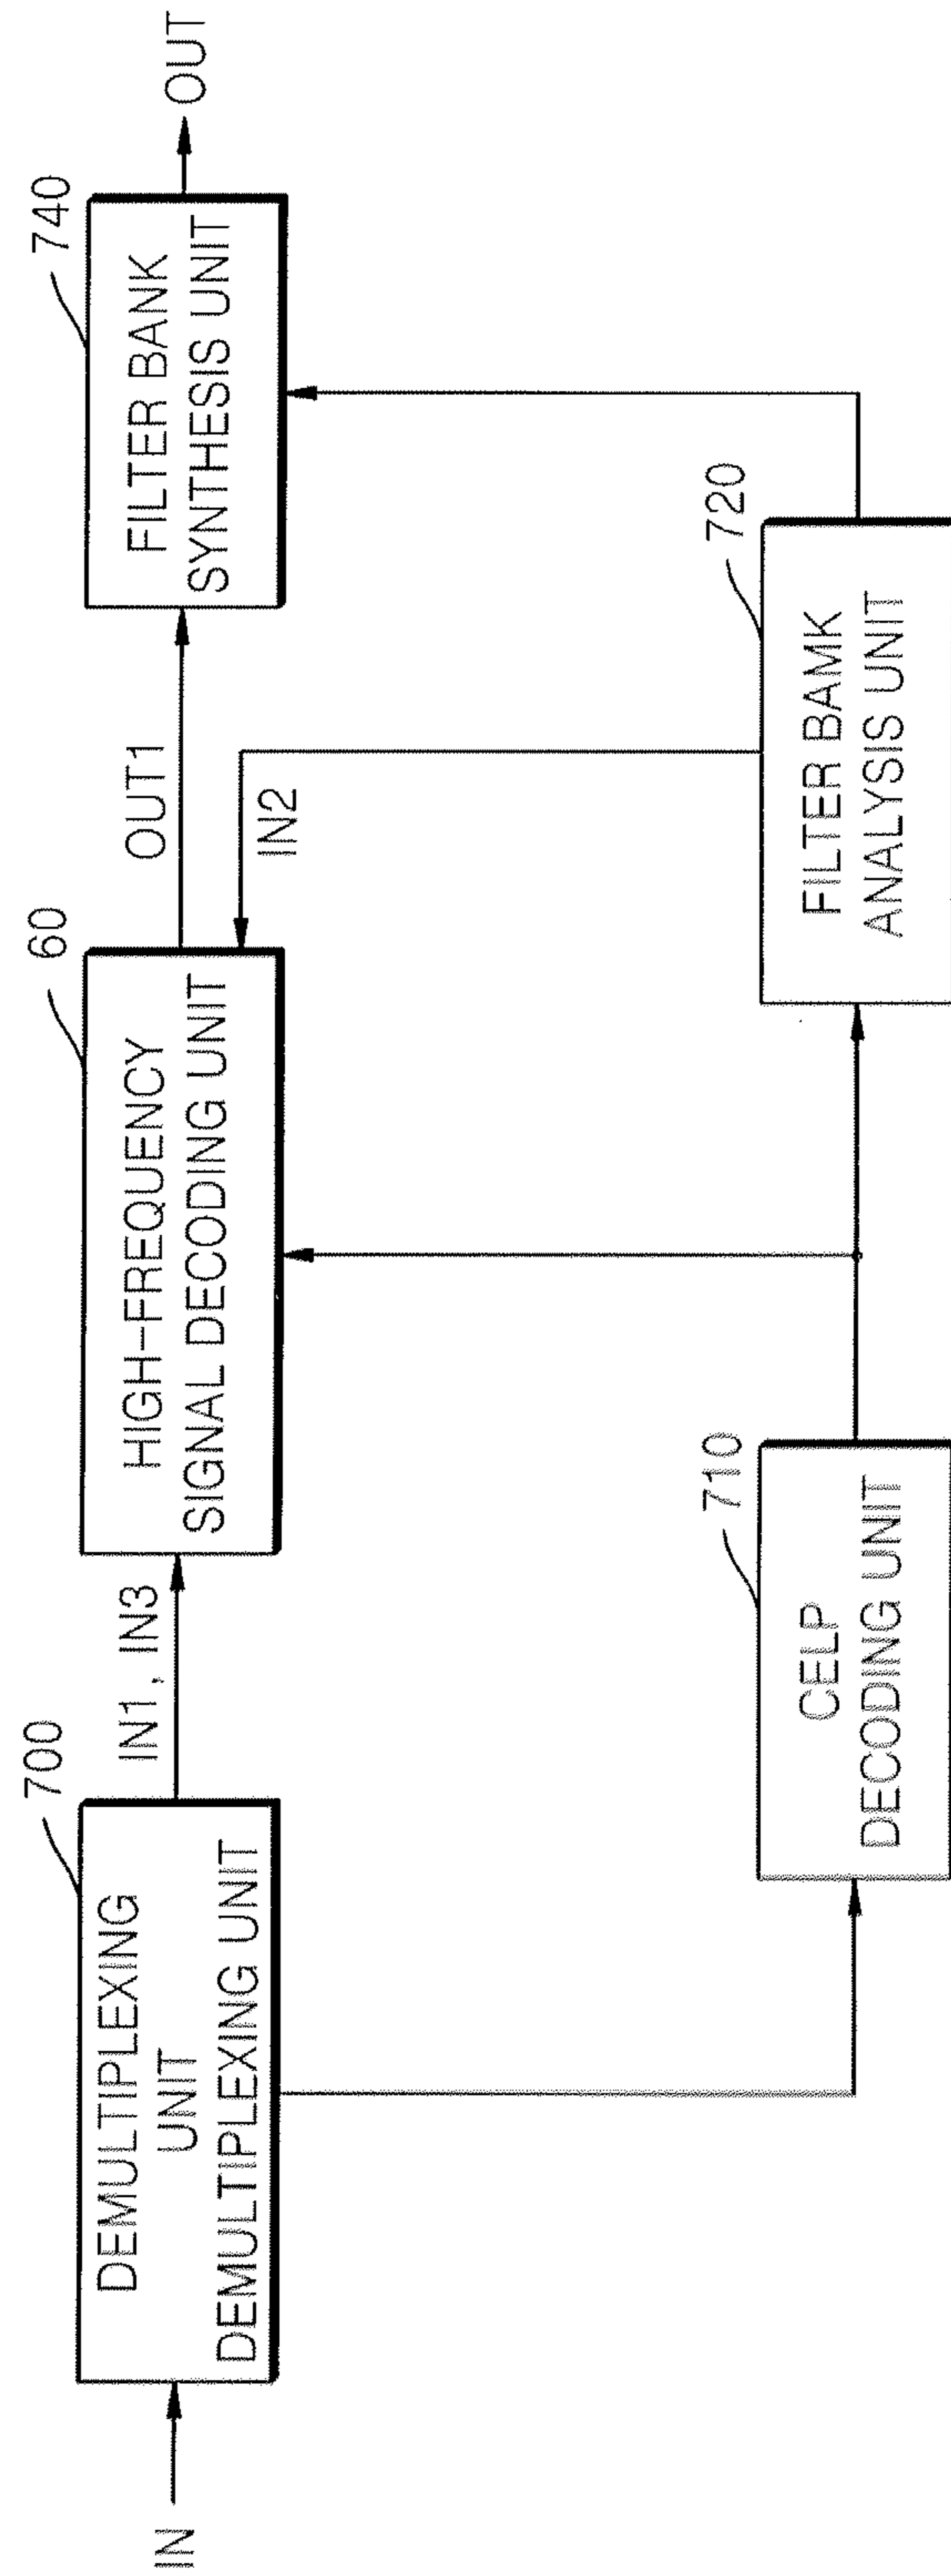 IN
700
DEMULTIPLEXING
UNIT
DEMULTIPLEXING UNIT
IN1, IN3
60
HIGH-FREQUENCY
SIGNAL DECODING UNIT
OUT1
IN2
740
FILTER BANK
SYNTHESIS UNIT
OUT
710
CELP
DECODING UNIT
720
FILTER BAMK
ANALYSIS UNIT